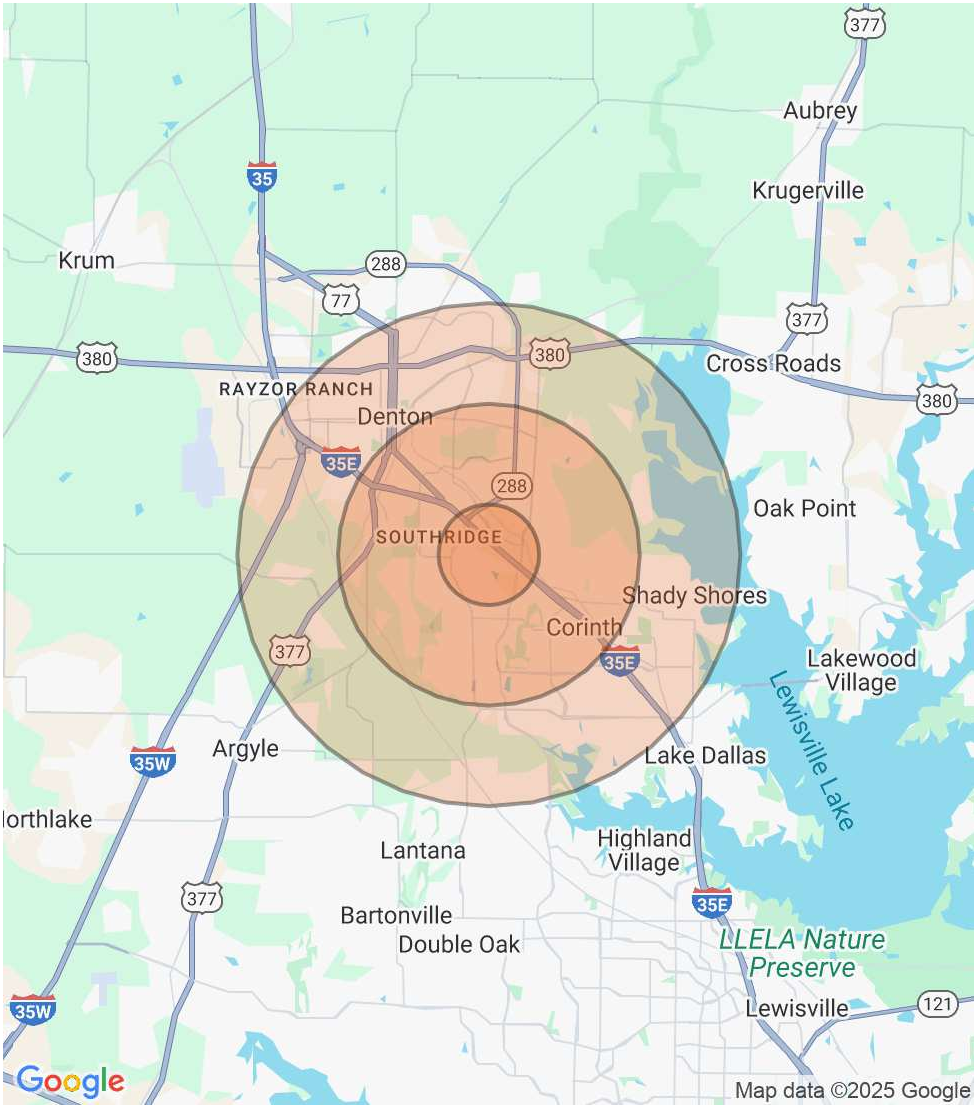 377
Aubrey
35
Krugerville
Krum
288
77
377
380
380
Cross Roads
RAYZOR RANCH
380
Denton
35E
288
Oak Point
SOUTHRIDGE
Shady Shores
Corinth
377
35E
Lakewood
Village
Lewisville Lake
Argyle
35W
Lake Dallas
orthlake
Highland
Village
Lantana
377
35E
Bartonville
Double Oak
LLELA Nature
Preserve
35W
Lewisville
121
Google
Map data ©2025 Google